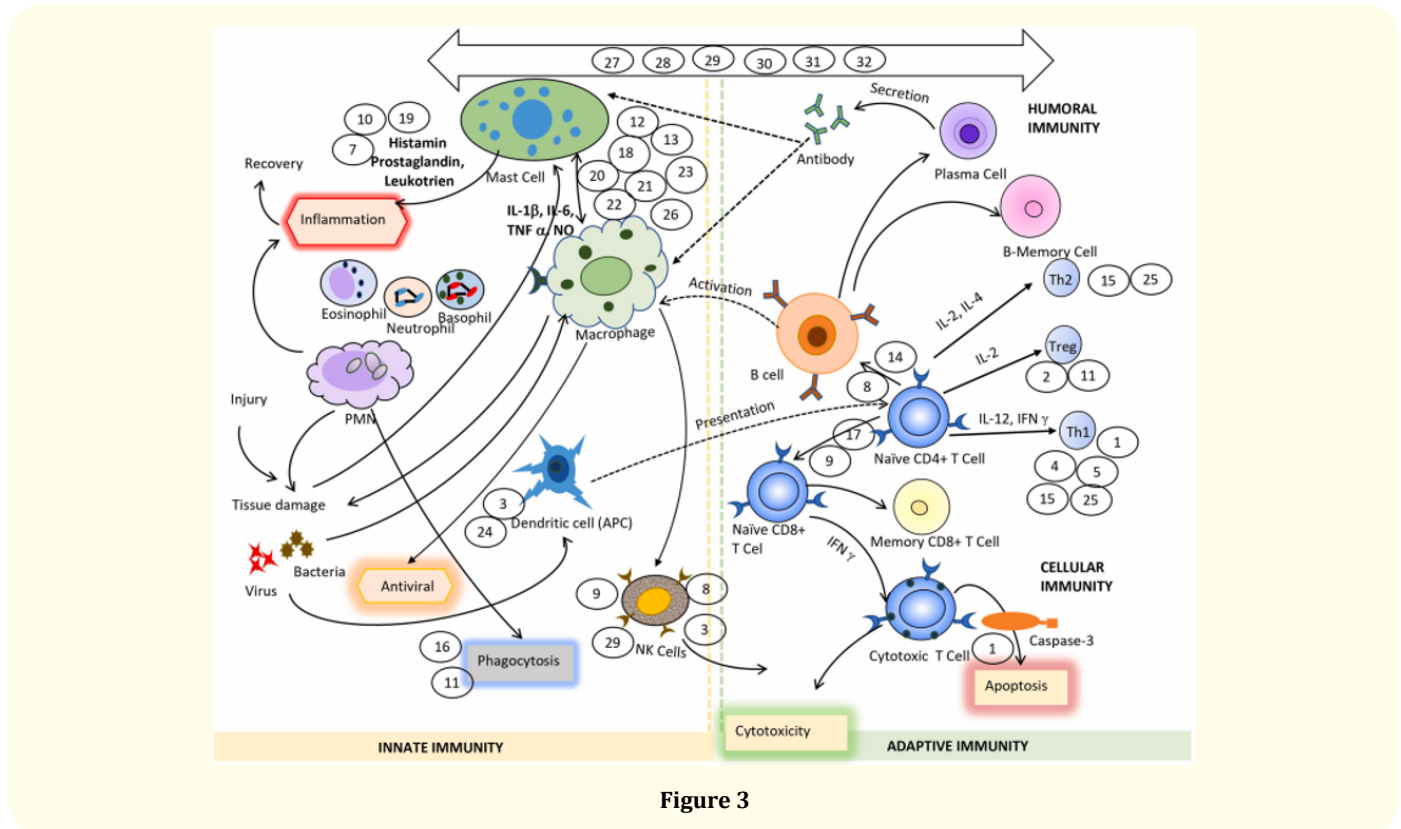 27 28 29 30 31 32
Secretion
HUMORAL
IMMUNITY
10 19
7
Histamin
Prostaglandin,
Leukotrien
Recovery
Inflammation
Mast Cell
12
13
18
20
21
23
22
26
IL-1β, IL-6,
TNF α, NO
Antibody
Plasma Cell
B-Memory Cell
Eosinophil
Neutrophil
Basophil
Macrophage
Activation
B cell
Th2
15 25
IL-2, IL-4
IL-2
Treg
2 11
14
8
PMN
Injury
Tissue damage
Presentation
IL-12, IFN γ
Th1
1
4 5
15 25
Naïve CD4+ T Cell
17
9
3
24
Dendritic cell (APC)
Naïve CD8+
T Cel
Memory CD8+ T Cell
IFN γ
Virus
Bacteria
Antiviral
CELLULAR
IMMUNITY
9
8
29
3
NK Cells
16
11
Phagocytosis
Cytotoxic T Cell
Caspase-3
1
Apoptosis
Cytotoxicity
INNATE IMMUNITY
ADAPTIVE IMMUNITY
Figure 3